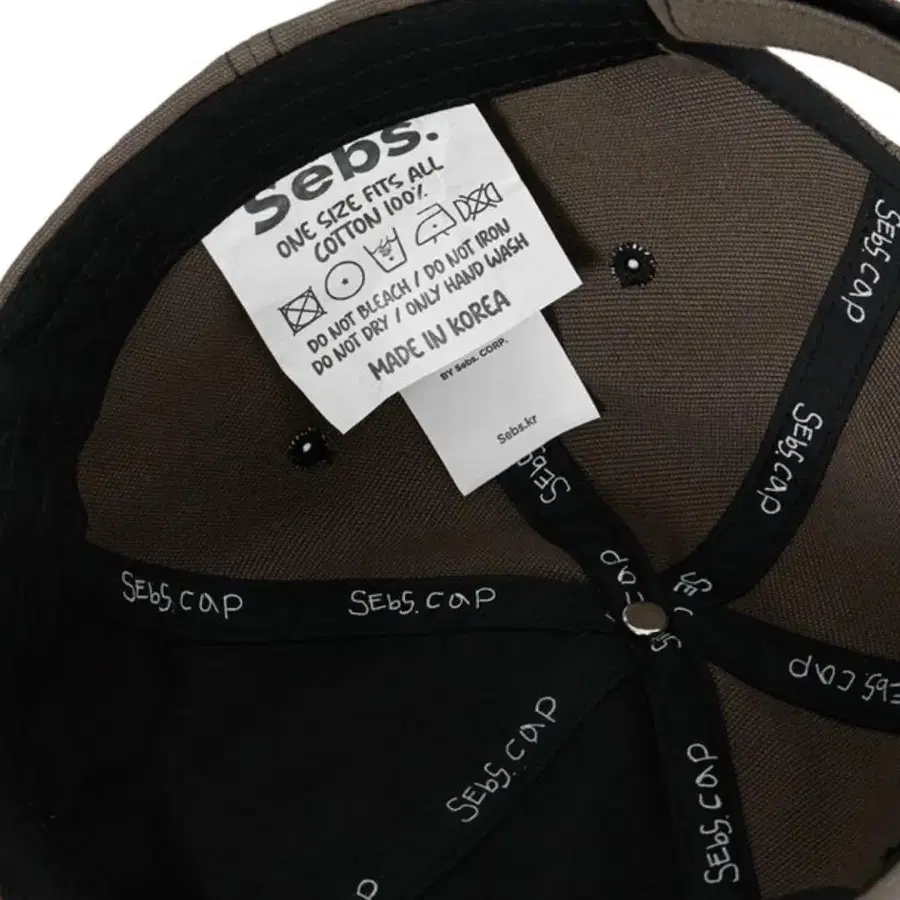 Sebs.
ONE SIZE FITS ALL
COTTON 100%
DO NOT BLEACH / DO NOT IRON
DO NOT DRY / ONLY HAND WASH
MADE IN KOREA
BY Sebs. CORP.
Sebs.kr
SEbS.cap
SEbS.cap
SEbS.cap
SEbS.cap
SEbS.cap
SEbS.cap
SEbS.cap